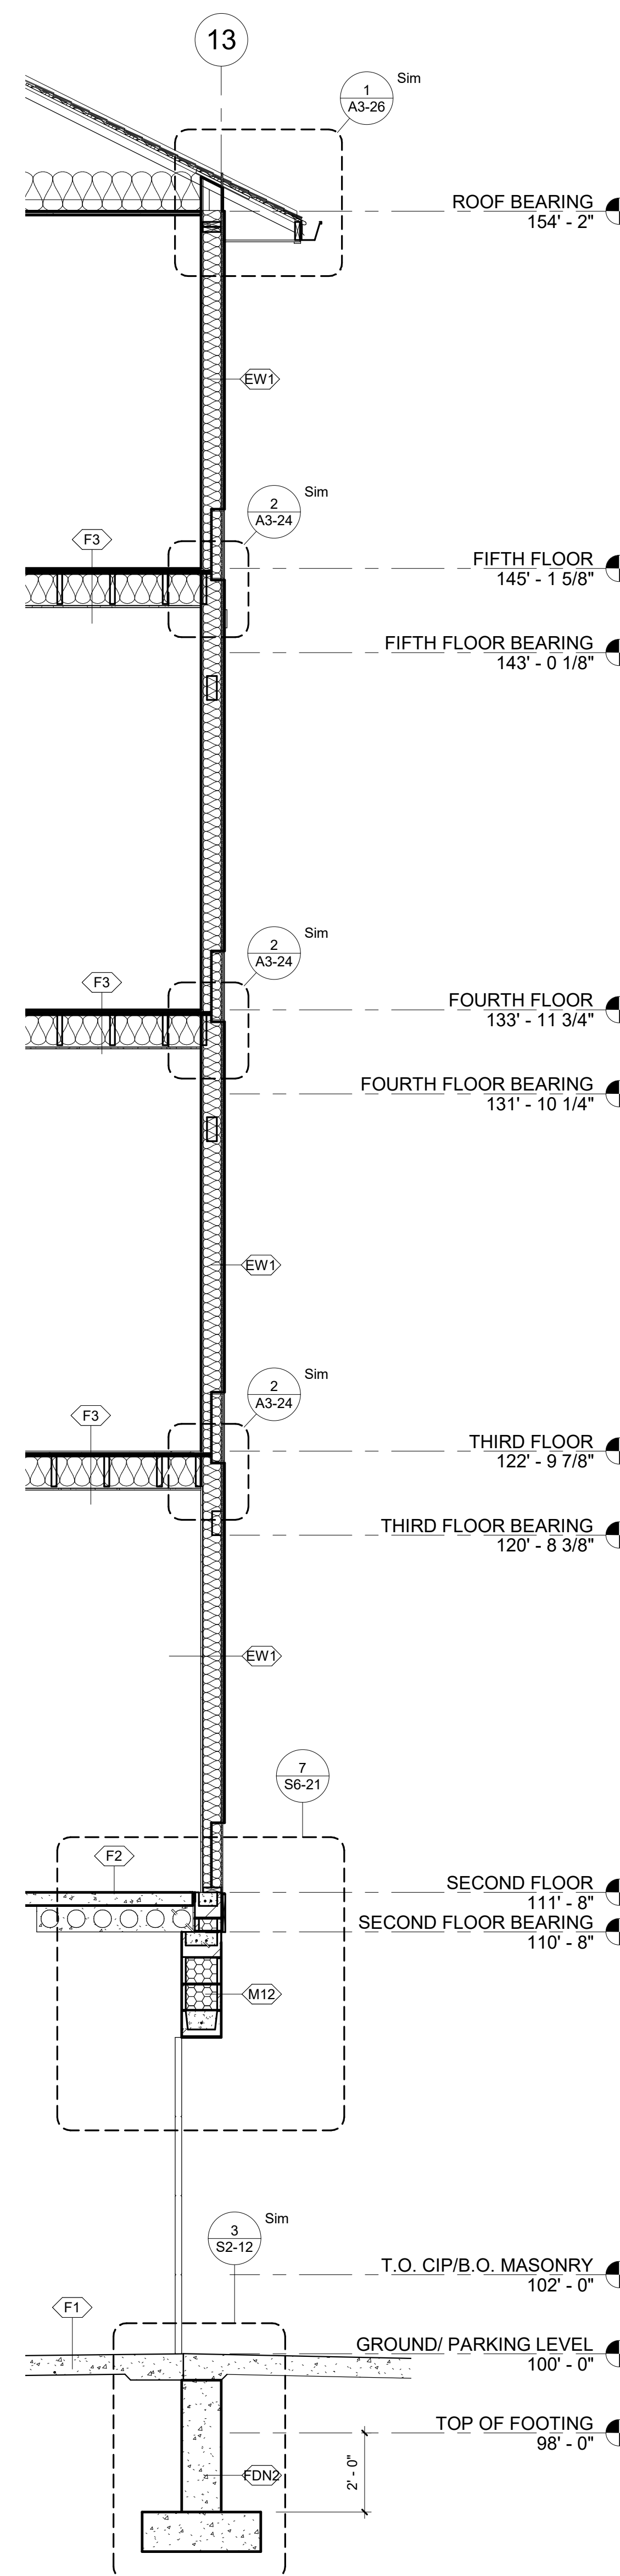 13
Sim
1
A3-26
ROOF BEARING
154' - 2"
EW1
Sim
2
A3-24
F3
FIFTH FLOOR
145' - 1 5/8"
FIFTH FLOOR BEARING
143' - 0 1/8"
Sim
2
A3-24
F3
FOURTH FLOOR
133' - 11 3/4"
FOURTH FLOOR BEARING
131' - 10 1/4"
EW1
Sim
2
A3-24
F3
THIRD FLOOR
122' - 9 7/8"
THIRD FLOOR BEARING
120' - 8 3/8"
EW1
7
S6-21
F2
SECOND FLOOR
111' - 8"
SECOND FLOOR BEARING
110' - 8"
M12
Sim
3
S2-12
T.O. CIP/B.O. MASONRY
102' - 0"
F1
GROUND/ PARKING LEVEL
100' - 0"
TOP OF FOOTING
98' - 0"
2' - 0"
FDN2